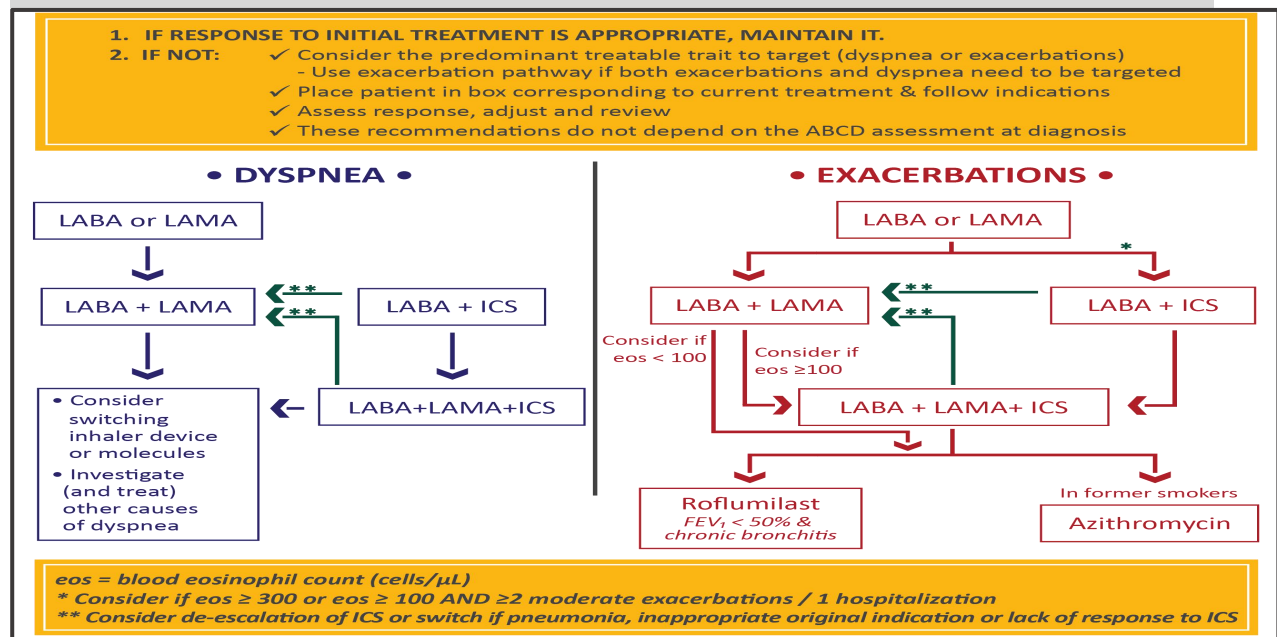 1. IF RESPONSE TO INITIAL TREATMENT IS APPROPRIATE, MAINTAIN IT.
2. IF NOT: ✓ Consider the predominant treatable trait to target (dyspnea or exacerbations)
- Use exacerbation pathway if both exacerbations and dyspnea need to be targeted
✓ Place patient in box corresponding to current treatment & follow indications
✓ Assess response, adjust and review
✓ These recommendations do not depend on the ABCD assessment at diagnosis
• DYSPNEA •
LABA or LAMA
LABA + LAMA
**
**
LABA + ICS
LABA+LAMA+ICS
• Consider
switching
inhaler device
or molecules
• Investigate
(and treat)
other causes
of dyspnea
• EXACERBATIONS •
LABA or LAMA
*
LABA + LAMA
**
**
LABA + ICS
Consider if
eos < 100
Consider if
eos ≥100
LABA + LAMA+ ICS
Roflumilast
FEV₁ < 50% &
chronic bronchitis
In former smokers
Azithromycin
eos = blood eosinophil count (cells/μL)
* Consider if eos ≥ 300 or eos ≥ 100 AND ≥2 moderate exacerbations / 1 hospitalization
** Consider de-escalation of ICS or switch if pneumonia, inappropriate original indication or lack of response to ICS